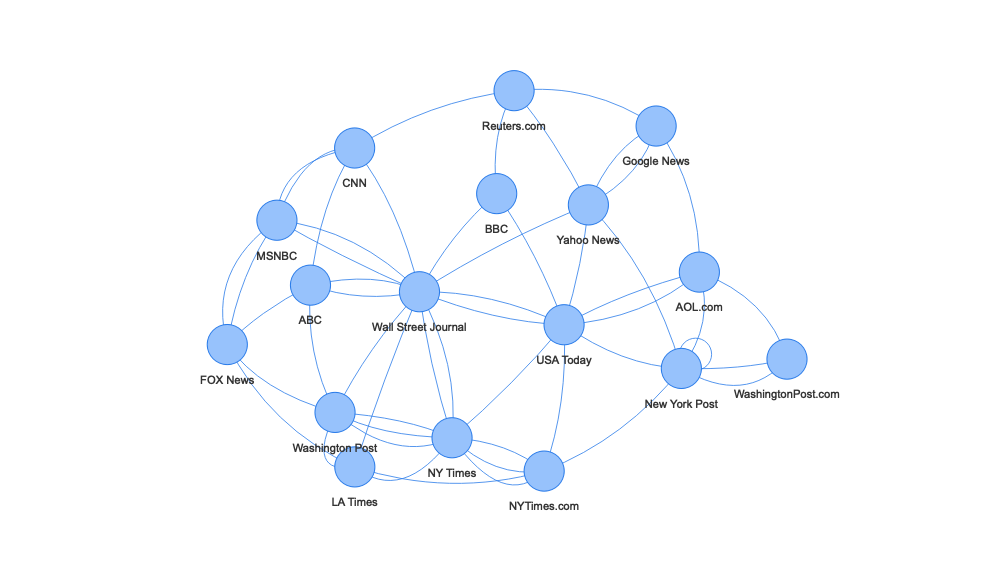 Reuters.com
Google News
CNN
BBC
Yahoo News
MSNBC
AOL.com
ABC
Wall Street Journal
USA Today
FOX News
WashingtonPost.com
New York Post
Washington Post
NY Times
LA Times
NYTimes.com